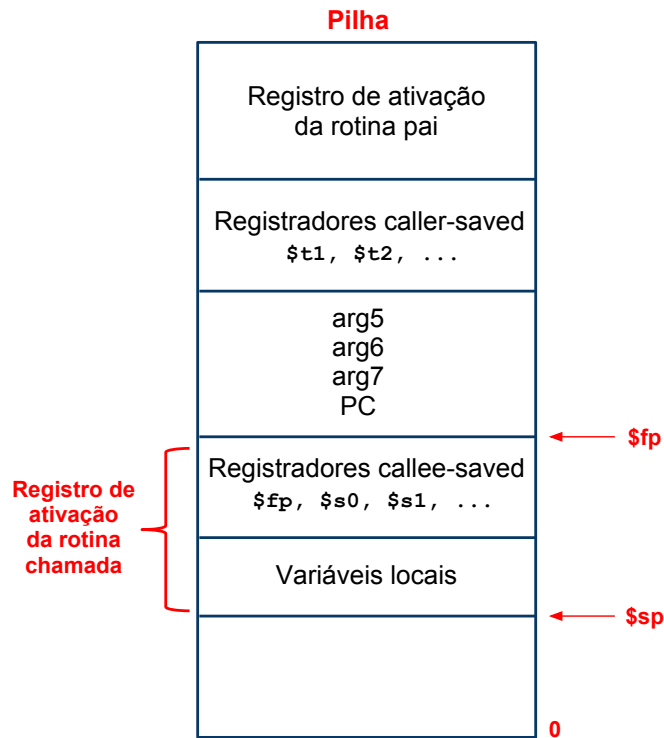 Pilha
Registro de ativação
da rotina pai
Registradores caller-saved
$t1, $t2, ...
arg5
arg6
arg7
PC
$fp
Registradores callee-saved
$fp, $s0, $s1, ...
Registro de
ativação
da rotina
chamada
Variáveis locais
$sp
0